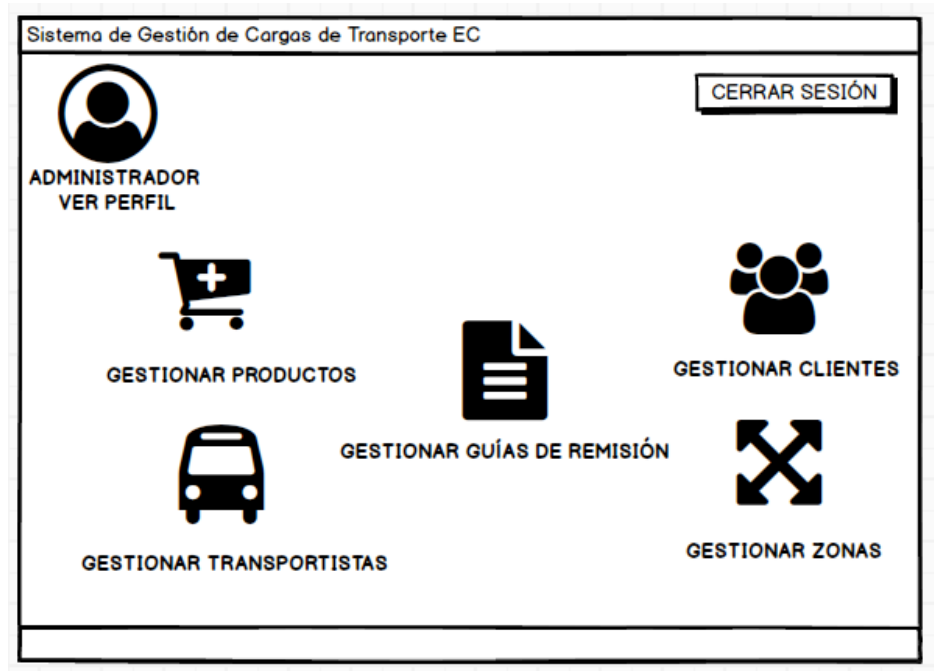 Sistema de Gestión de Cargas de Transporte EC
CERRAR SESIÓN
ADMINISTRADOR
VER PERFIL
GESTIONAR PRODUCTOS
GESTIONAR CLIENTES
GESTIONAR GUÍAS DE REMISIÓN
GESTIONAR TRANSPORTISTAS
GESTIONAR ZONAS